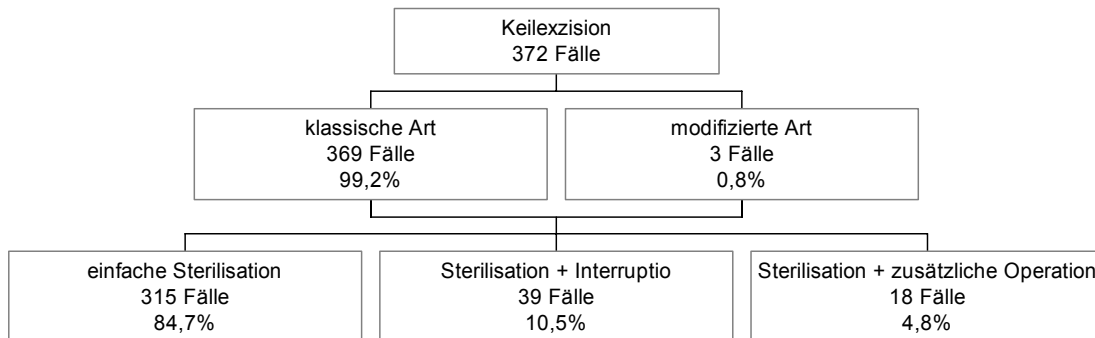 Keilexzision
372 Fälle
klassische Art
369 Fälle
99,2%
modifizierte Art
3 Fälle
0,8%
einfache Sterilisation
315 Fälle
84,7%
Sterilisation + Interruptio
39 Fälle
10,5%
Sterilisation + zusätzliche Operation
18 Fälle
4,8%